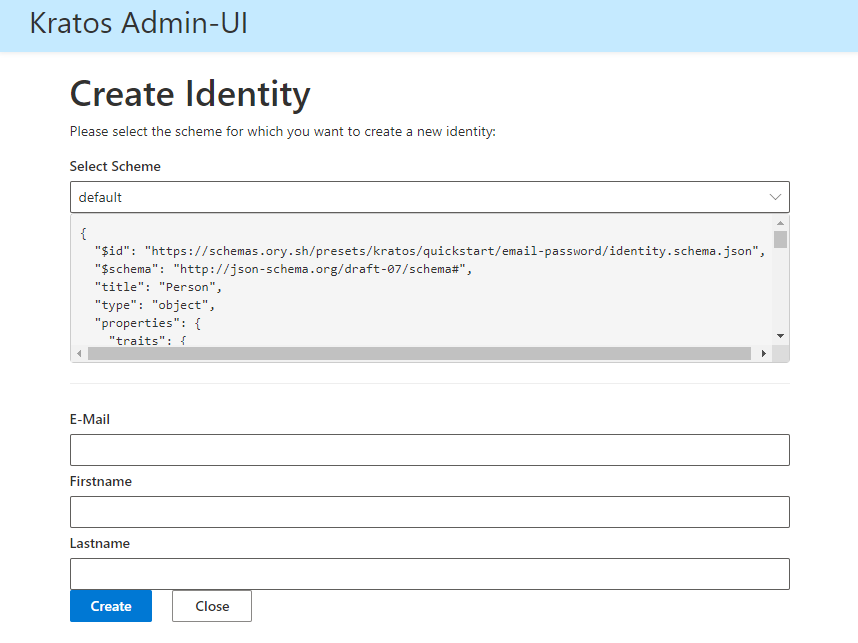 Kratos Admin-UI
Create Identity
Please select the scheme for which you want to create a new identity:
Select Scheme
default
{
  "$id": "https://schemas.ory.sh/presets/kratos/quickstart/email-password/identity.schema.json",
  "$schema": "http://json-schema.org/draft-07/schema#",
  "title": "Person",
  "type": "object",
  "properties": {
    "traits": {
E-Mail
Firstname
Lastname
Create Close